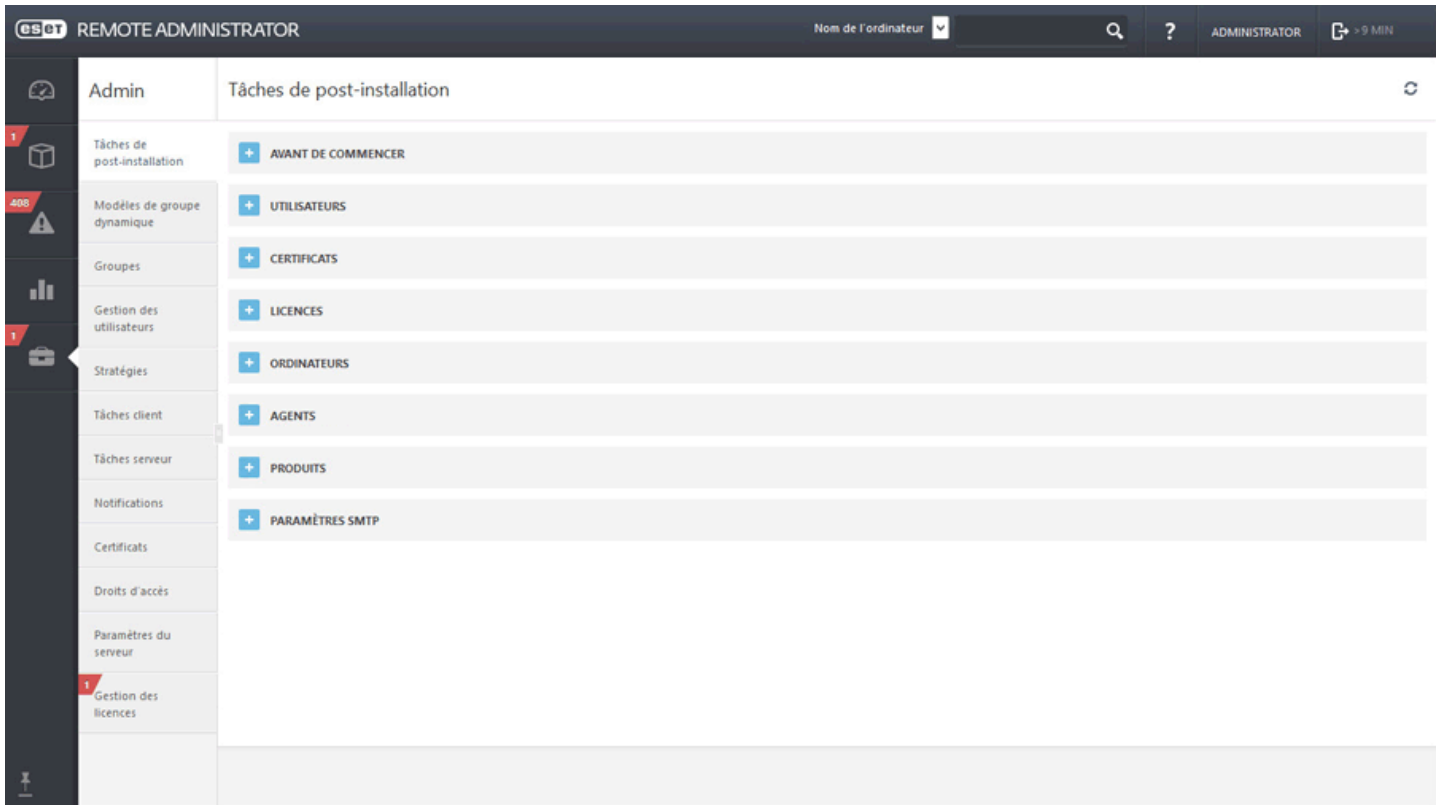 eset REMOTE ADMINISTRATOR
Nom de l'ordinateur
?
ADMINISTRATOR
>9 MIN
1
408
1
Admin
Tâches de
post-installation
Modèles de groupe
dynamique
Groupes
Gestion des
utilisateurs
Stratégies
Tâches client
Tâches serveur
Notifications
Certificats
Droits d'accès
Paramètres du
serveur
1
Gestion des
licences
Tâches de post-installation
AVANT DE COMMENCER
UTILISATEURS
CERTIFICATS
LICENCES
ORDINATEURS
AGENTS
PRODUITS
PARAMÈTRES SMTP